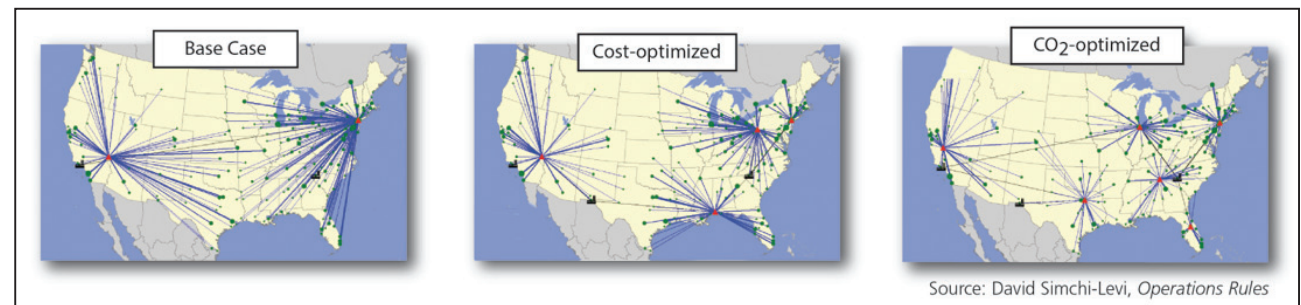 Base Case
Cost-optimized
CO2-optimized
Source: David Simchi-Levi, Operations Rules